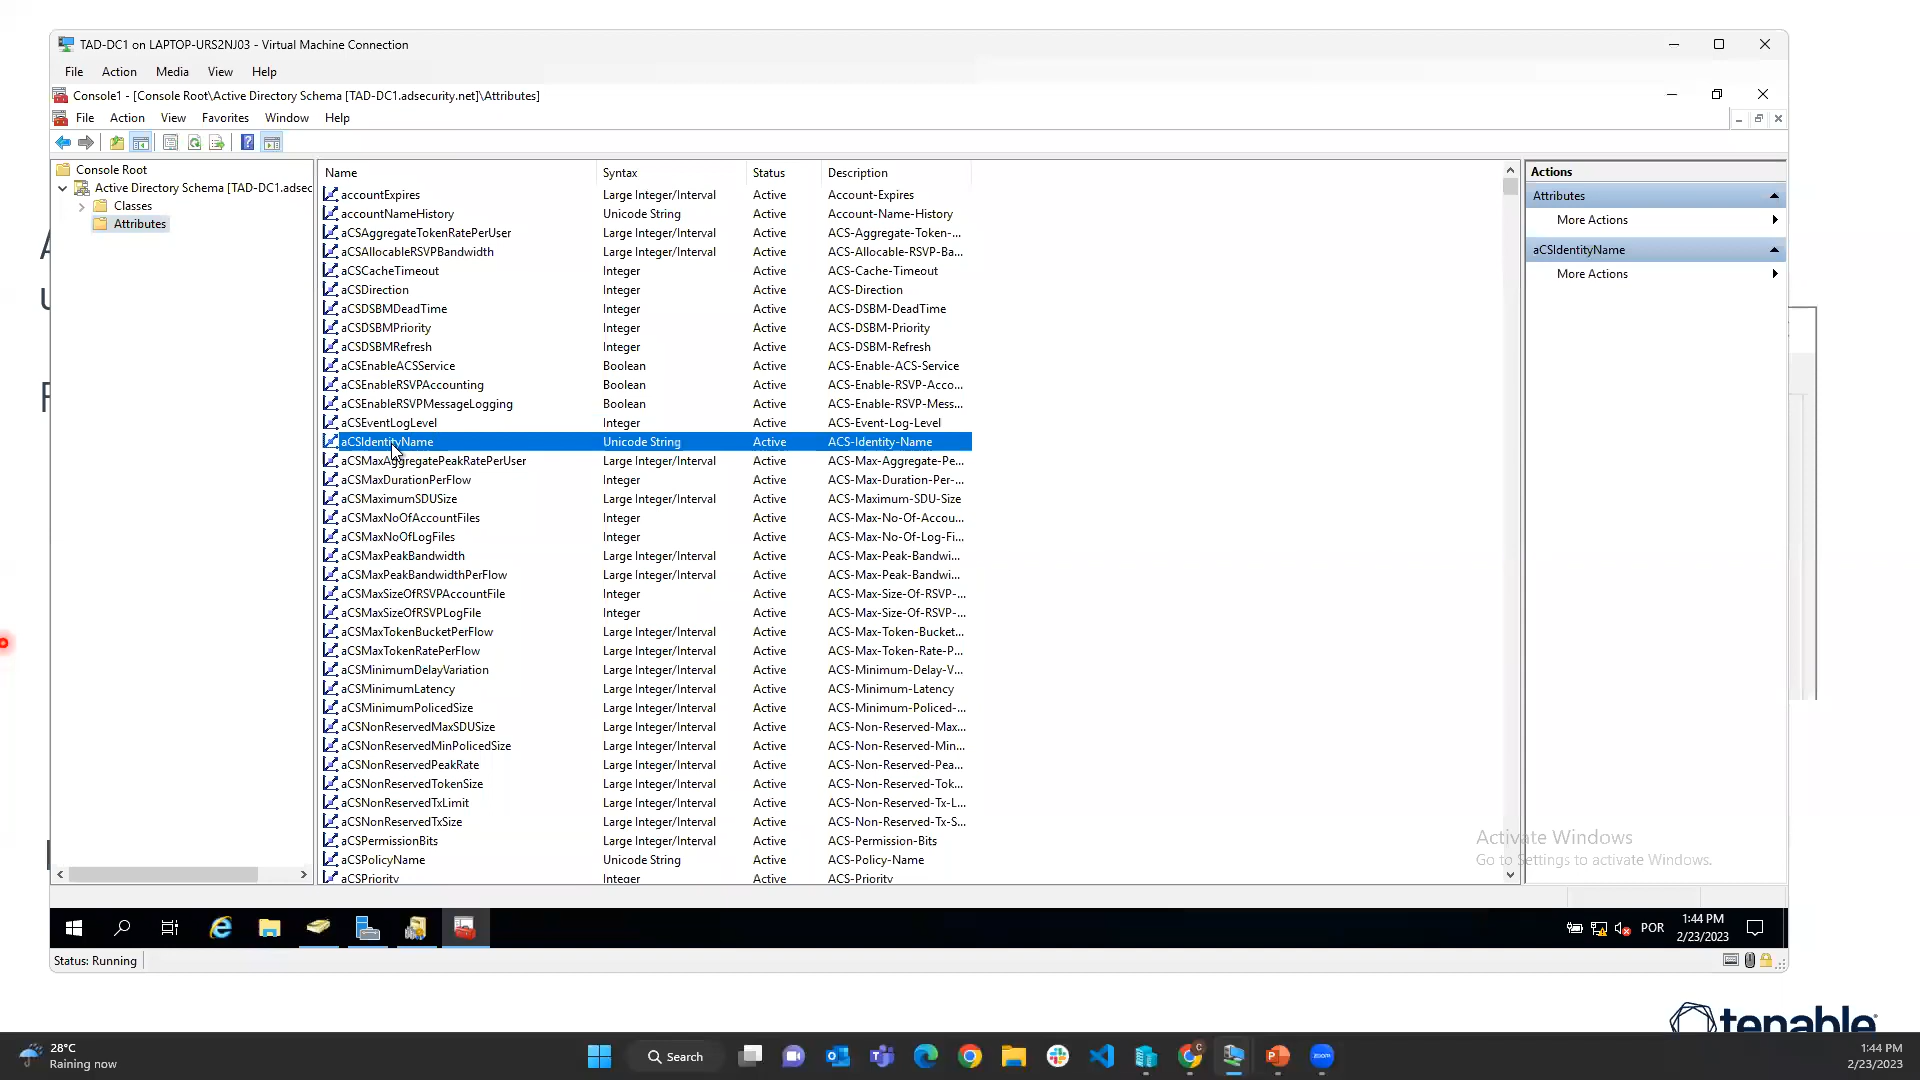 TAD-DC1 on LAPTOP-URS2NJ03 - Virtual Machine Connection
File Action Media View Help
Console1 - [Console Root\Active Directory Schema [TAD-DC1.adsecurity.net]\Attributes]
File Action View Favorites Window Help
Console Root
Active Directory Schema [TAD-DC1.adsec
Classes
Attributes
Name Syntax Status Description
accountExpires Large Integer/Interval Active Account-Expires
accountNameHistory Unicode String Active Account-Name-History
aCSAggregateTokenRatePerUser Large Integer/Interval Active ACS-Aggregate-Token-...
aCSAllocableRSVPBandwidth Large Integer/Interval Active ACS-Allocable-RSVP-Ba...
aCSCacheTimeout Integer Active ACS-Cache-Timeout
aCSDirection Integer Active ACS-Direction
aCSDSBMDeadTime Integer Active ACS-DSBM-DeadTime
aCSDSBMPriority Integer Active ACS-DSBM-Priority
aCSDSBMRefresh Integer Active ACS-DSBM-Refresh
aCSEnableACSService Boolean Active ACS-Enable-ACS-Service
aCSEnableRSVPAccounting Boolean Active ACS-Enable-RSVP-Acco...
aCSEnableRSVPMessageLogging Boolean Active ACS-Enable-RSVP-Mess...
aCSEventLogLevel Integer Active ACS-Event-Log-Level
aCSIdentityName Unicode String Active ACS-Identity-Name
aCSMaxAggregatePeakRatePerUser Large Integer/Interval Active ACS-Max-Aggregate-Pe...
aCSMaxDurationPerFlow Integer Active ACS-Max-Duration-Per-...
aCSMaximumSDUSize Large Integer/Interval Active ACS-Maximum-SDU-Size
aCSMaxNoOfAccountFiles Integer Active ACS-Max-No-Of-Accou...
aCSMaxNoOfLogFiles Integer Active ACS-Max-No-Of-Log-Fi...
aCSMaxPeakBandwidth Large Integer/Interval Active ACS-Max-Peak-Bandwi...
aCSMaxPeakBandwidthPerFlow Large Integer/Interval Active ACS-Max-Peak-Bandwi...
aCSMaxSizeOfRSVPAccountFile Integer Active ACS-Max-Size-Of-RSVP-...
aCSMaxSizeOfRSVPLogFile Integer Active ACS-Max-Size-Of-RSVP-...
aCSMaxTokenBucketPerFlow Large Integer/Interval Active ACS-Max-Token-Bucket...
aCSMaxTokenRatePerFlow Large Integer/Interval Active ACS-Max-Token-Rate-P...
aCSMinimumDelayVariation Large Integer/Interval Active ACS-Minimum-Delay-V...
aCSMinimumLatency Large Integer/Interval Active ACS-Minimum-Latency
aCSMinimumPolicedSize Large Integer/Interval Active ACS-Minimum-Policed-...
aCSNonReservedMaxSDUSize Large Integer/Interval Active ACS-Non-Reserved-Max...
aCSNonReservedMinPolicedSize Large Integer/Interval Active ACS-Non-Reserved-Min...
aCSNonReservedPeakRate Large Integer/Interval Active ACS-Non-Reserved-Pea...
aCSNonReservedTokenSize Large Integer/Interval Active ACS-Non-Reserved-Tok...
aCSNonReservedTxLimit Large Integer/Interval Active ACS-Non-Reserved-Tx-L...
aCSNonReservedTxSize Large Integer/Interval Active ACS-Non-Reserved-Tx-S...
aCSPermissionBits Large Integer/Interval Active ACS-Permission-Bits
aCSPolicyName Unicode String Active ACS-Policy-Name
aCSPriority Integer Active ACS-Priority
Actions
Attributes
More Actions
aCSIdentityName
More Actions
Activate Windows
Go to Settings to activate Windows.
POR
1:44 PM
2/23/2023
Status: Running
tenable
28°C
Raining now
Search
zoom
1:44 PM
2/23/2023